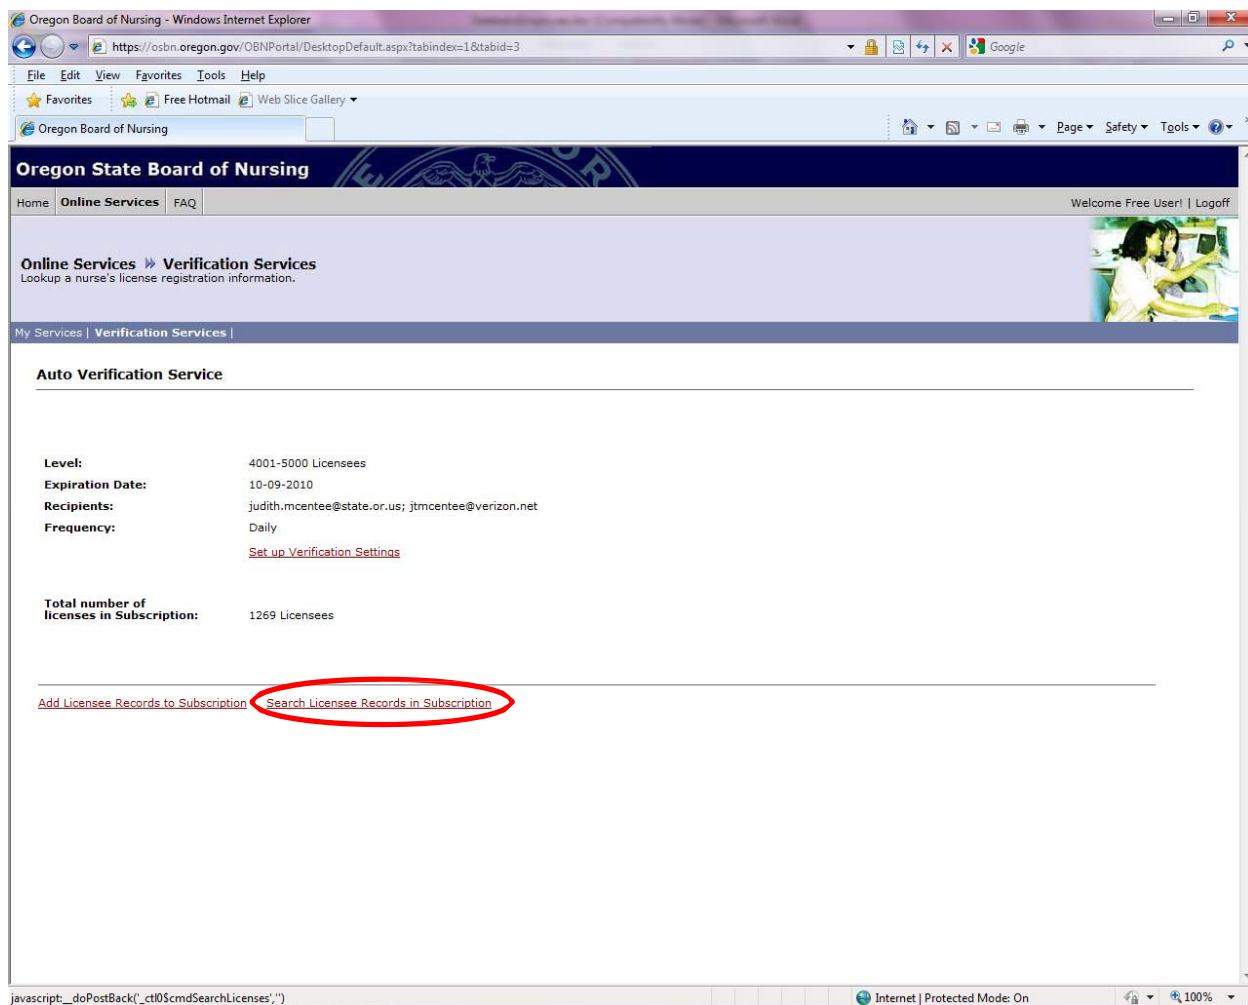 Oregon Board of Nursing - Windows Internet Explorer
https://osbn.oregon.gov/OBNPortal/DesktopDefault.aspx?tabindex=1&tabid=3
Google
File Edit View Favorites Tools Help
Favorites Free Hotmail Web Slice Gallery
Oregon Board of Nursing
Page Safety Tools
Oregon State Board of Nursing
Home Online Services FAQ
Welcome Free User! | Logoff
Online Services Verification Services
Lookup a nurse's license registration information.
My Services | Verification Services |
Auto Verification Service
Level: 4001-5000 Licensees
Expiration Date: 10-09-2010
Recipients: judith.mcentee@state.or.us; jtmcentee@verizon.net
Frequency: Daily
Set up Verification Settings
Total number of
licenses in Subscription: 1269 Licensees
Add Licensee Records to Subscription Search Licensee Records in Subscription
javascript:__doPostBack('_ctl0$cmdSearchLicenses','')
Internet | Protected Mode: On
100%